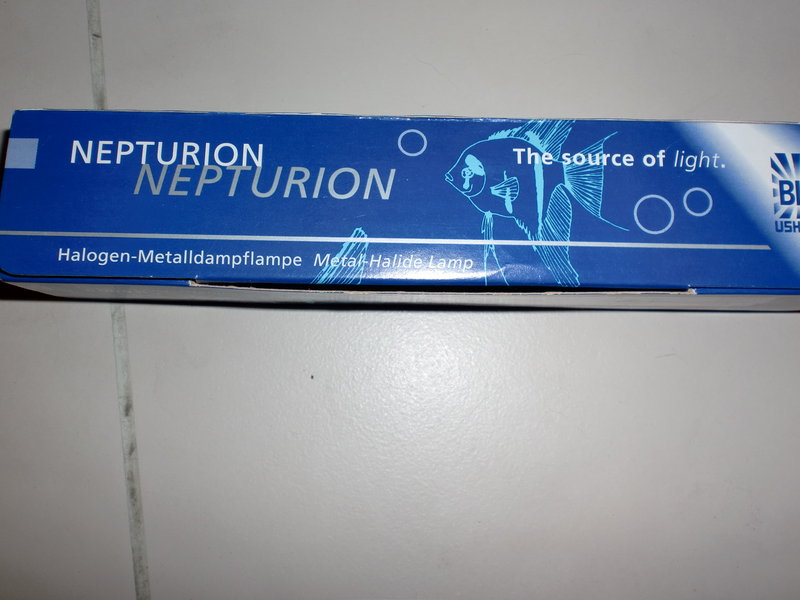 NEPTURION
NEPTURION
The source of light.
Halogen-Metalldampflampe Metal-Halide Lamp